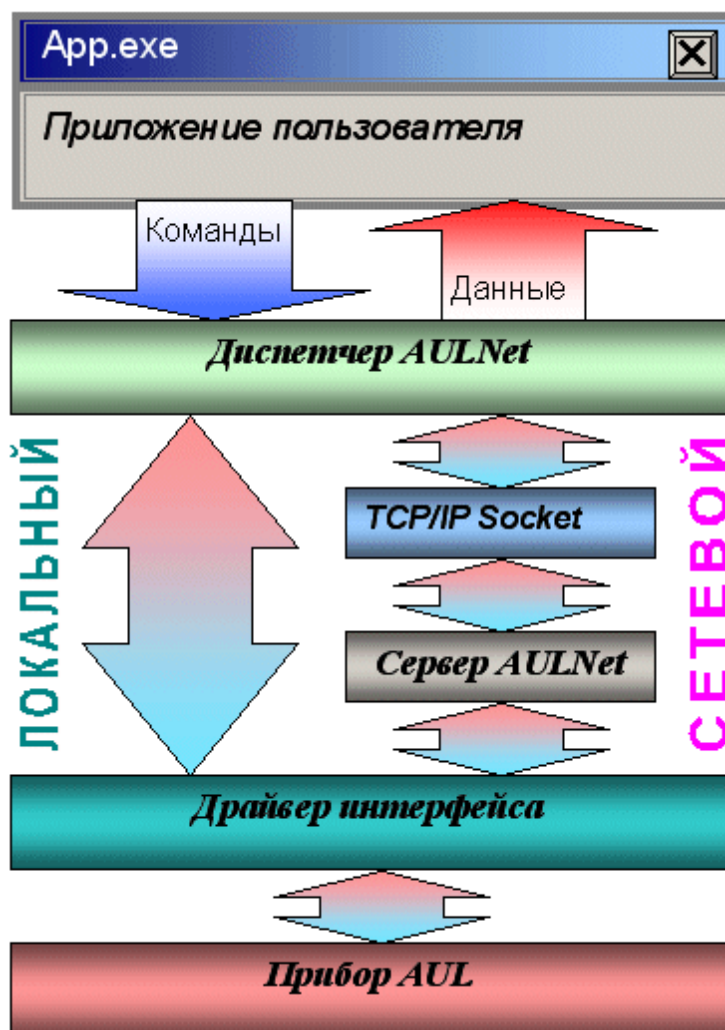 App.exe
Приложение пользователя
Команды
Данные
Диспетчер AULNet
ЛОКАЛЬНЫЙ
СЕТЕВОЙ
TCP/IP Socket
Сервер AULNet
Драйвер интерфейса
Прибор AUL